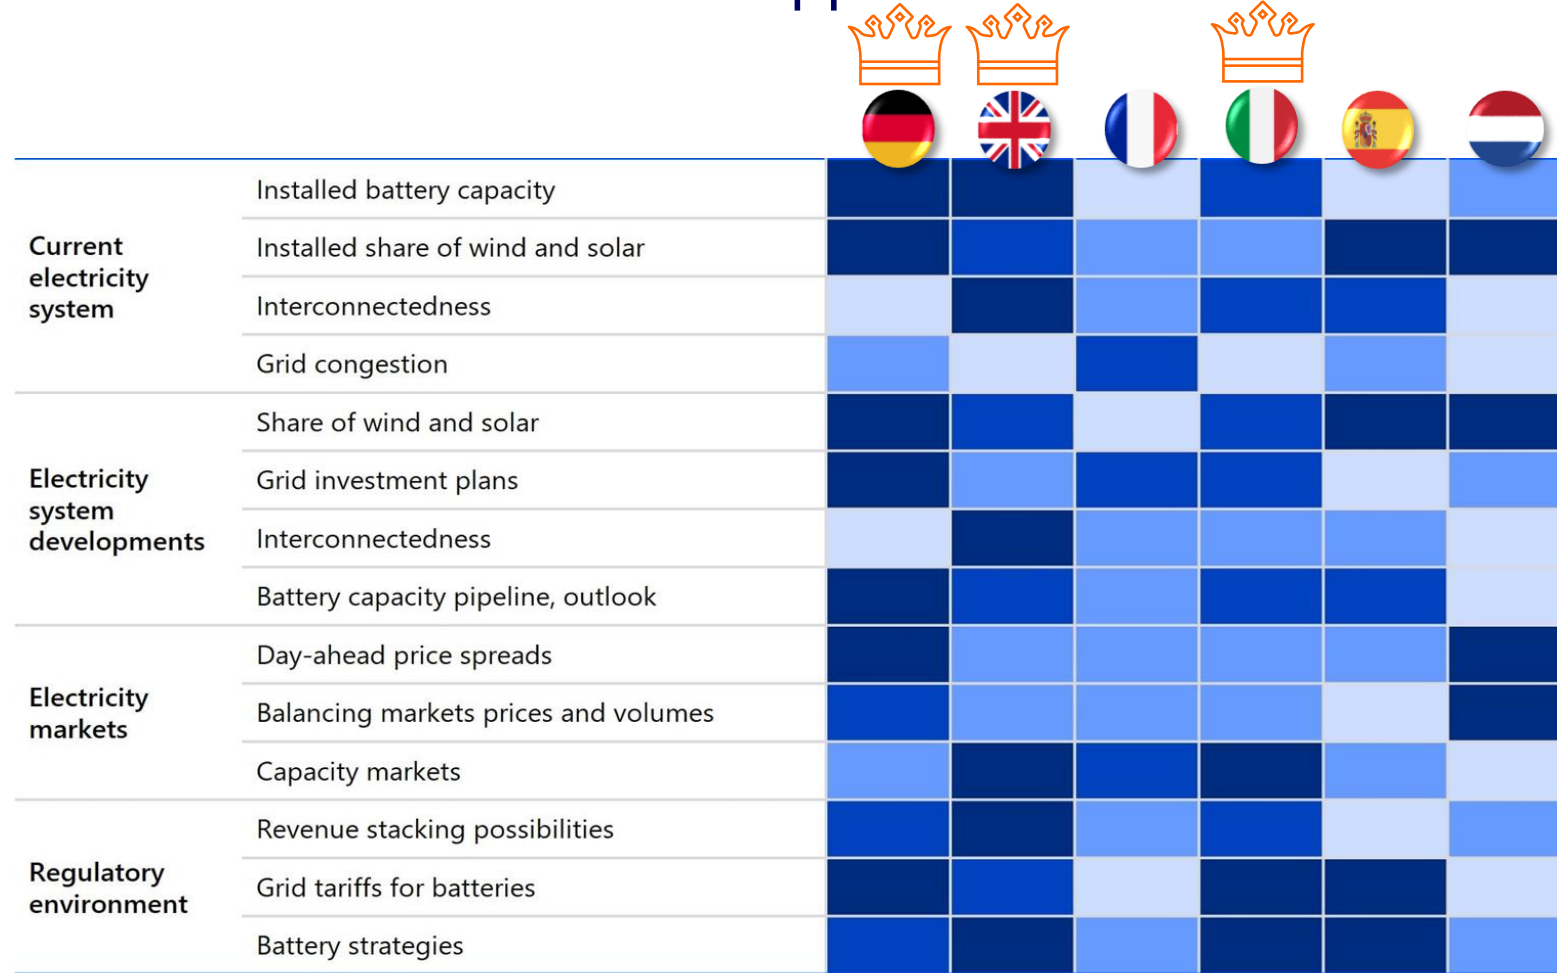 Installed battery capacity
Current
electricity
system
Installed share of wind and solar
Interconnectedness
Grid congestion
Electricity
system
developments
Share of wind and solar
Grid investment plans
Interconnectedness
Battery capacity pipeline, outlook
Electricity
markets
Day-ahead price spreads
Balancing markets prices and volumes
Capacity markets
Regulatory
environment
Revenue stacking possibilities
Grid tariffs for batteries
Battery strategies